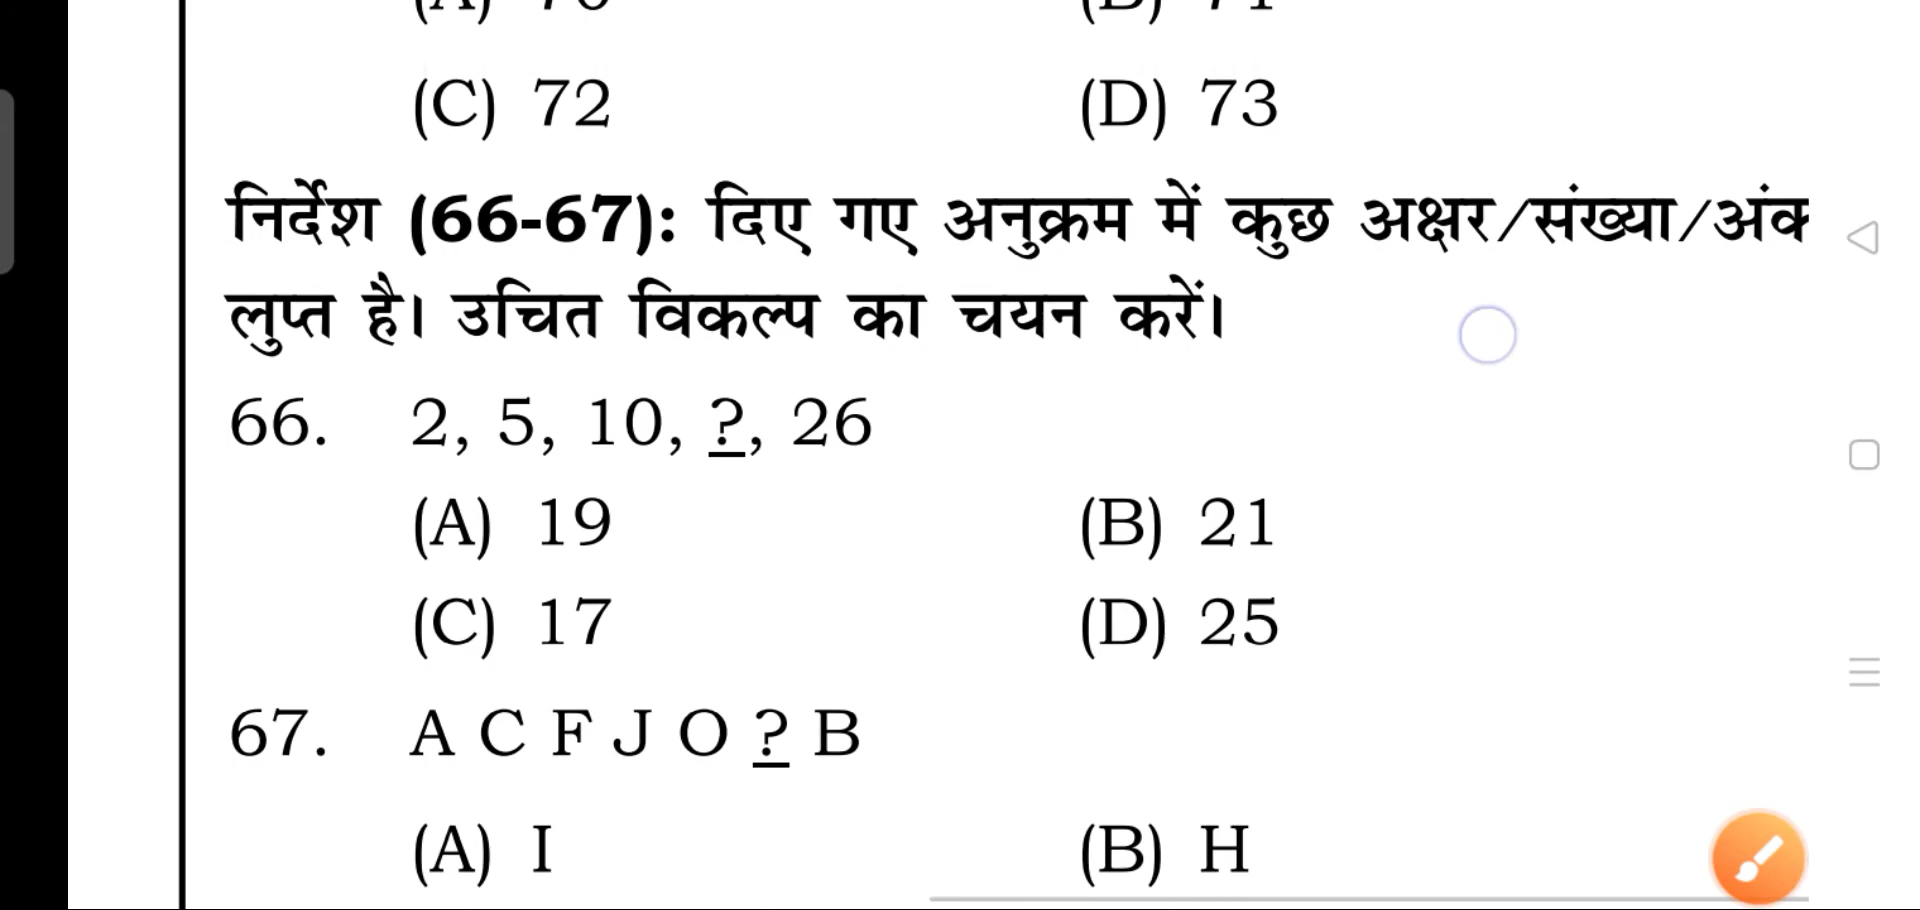 (C) 72 (D) 73
निर्देश (66-67): दिए गए अनुक्रम में कुछ अक्षर/संख्या/अंक
लुप्त है। उचित विकल्प का चयन करें।
66. 2, 5, 10, ?, 26
(A) 19 (B) 21
(C) 17 (D) 25
67. A C F J O ? B
(A) I (B) H